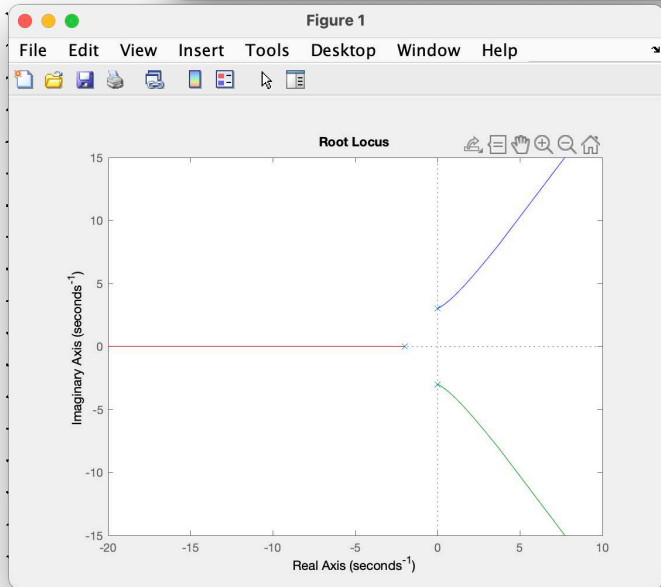 Figure 1
File Edit View Insert Tools Desktop Window Help
Root Locus
15
10
5
0
-5
-10
-15
Imaginary Axis (seconds⁻¹)
-20 -15 -10 -5 0 5 10
Real Axis (seconds⁻¹)